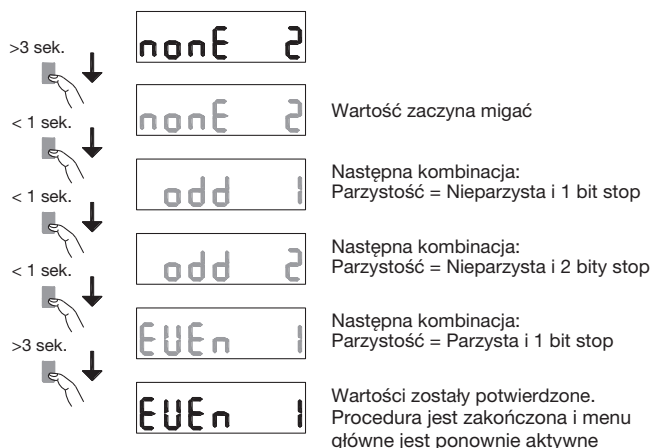 nonE 2
>3 sek.
nonE 2
Wartość zaczyna migać
< 1 sek.
odd 1
Następna kombinacja:
Parzystość = Nieparzysta i 1 bit stop
< 1 sek.
odd 2
Następna kombinacja:
Parzystość = Nieparzysta i 2 bity stop
< 1 sek.
EUEn 1
Następna kombinacja:
Parzystość = Parzysta i 1 bit stop
>3 sek.
EUEn 1
Wartości zostały potwierdzone.
Procedura jest zakończona i menu
główne jest ponownie aktywne